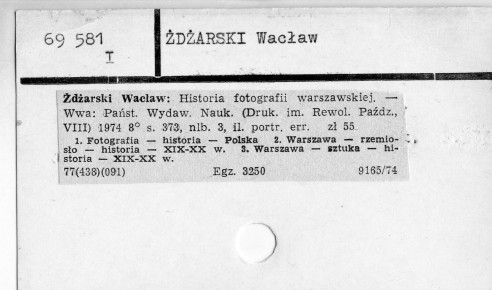 69 581
I
ŻDŻARSKI Wacław
Żdżarski Wacław: Historia fotografii warszawskiej. —
Wwa: Państ. Wydaw. Nauk. (Druk. im. Rewol. Paźdz.,
VIII) 1974 8° s. 373, nlb. 3, il. portr. err. zł 55
1. Fotografia — historia — Polska 2. Warszawa — rzemio-
sło — historia — XIX-XX w. 3. Warszawa — sztuka — hi-
storia — XIX-XX w.
77(438)(091) Egz. 3250 9165/74